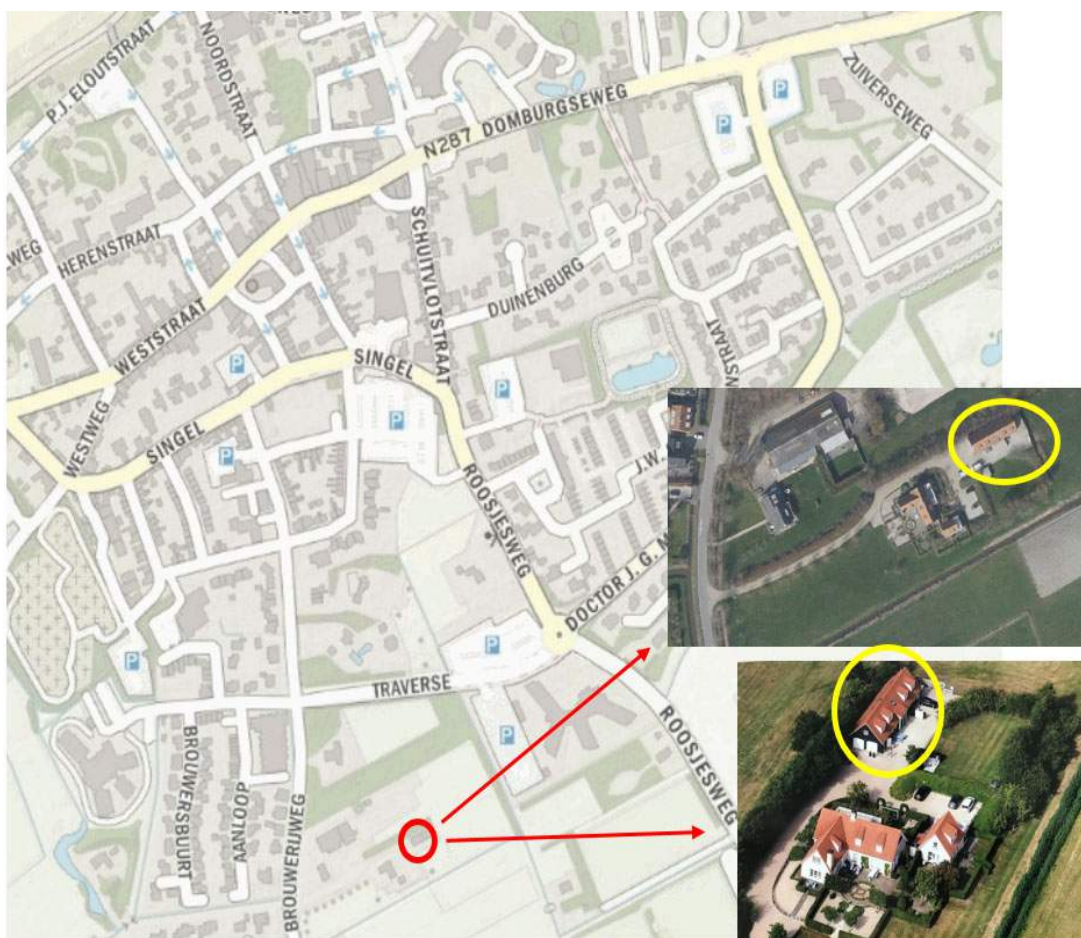 P.J. ELOUTSTRAAT
NOORDSTRAAT
N287 DOMBURGSEWEG
ZUIVERSEWEG
HERENSTRAAT
SCHUITVLOTSTRAAT
DUINENBURG
WESTSTRAAT
SINGEL
WESTWEG
SINGEL
ROOSJESWEG
J.W.
DOCTOR J. G. M
TRAVERSE
ROOSJESWEG
BROUWERSBUURT
AANLOOP
BROUWERIJWEG
P
P
P
P
P
P
P
P
P